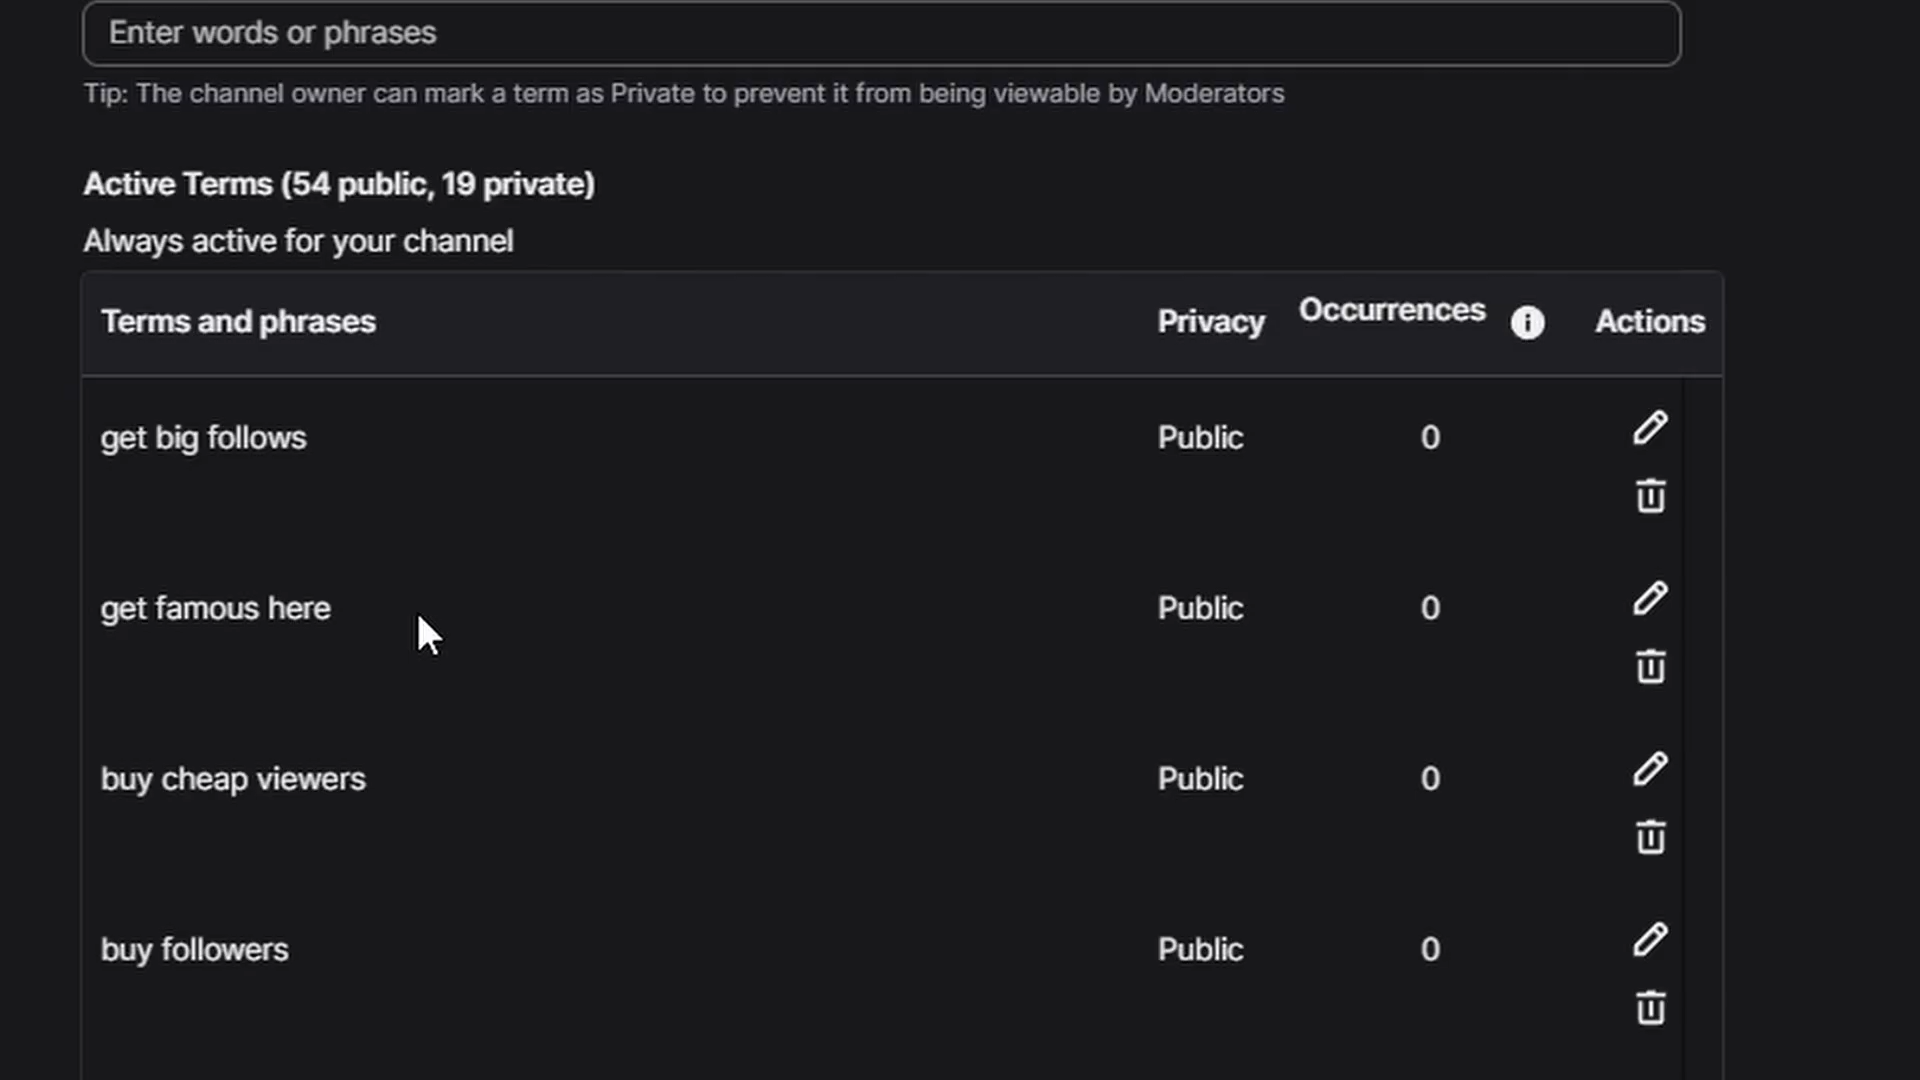 Enter words or phrases
Tip: The channel owner can mark a term as Private to prevent it from being viewable by Moderators
Active Terms (54 public, 19 private)
Always active for your channel
Terms and phrases Privacy Occurrences Actions
get big follows Public 0
get famous here Public 0
buy cheap viewers Public 0
buy followers Public 0